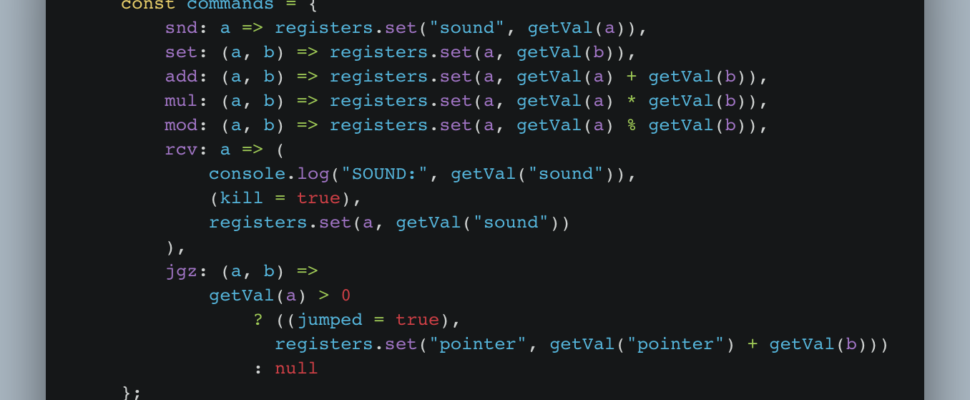 const commands = {
snd: a => registers.set("sound", getVal(a)),
set: (a, b) => registers.set(a, getVal(b)),
add: (a, b) => registers.set(a, getVal(a) + getVal(b)),
mul: (a, b) => registers.set(a, getVal(a) * getVal(b)),
mod: (a, b) => registers.set(a, getVal(a) % getVal(b)),
rcv: a => (
console.log("SOUND:", getVal("sound")),
(kill = true),
registers.set(a, getVal("sound"))
),
jgz: (a, b) =>
getVal(a) > 0
? ((jumped = true),
registers.set("pointer", getVal("pointer") + getVal(b)))
: null
};